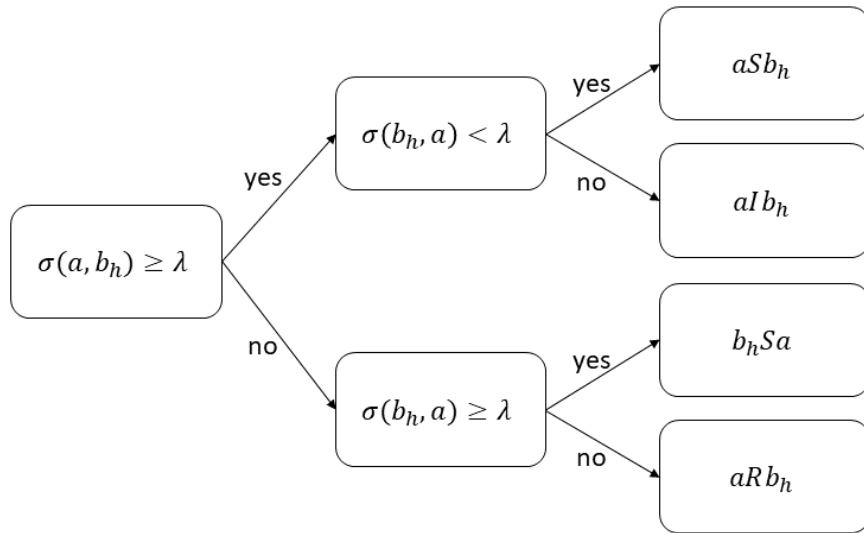 σ(a, b_h) ≥ λ
yes
no
σ(b_h, a) < λ
yes
no
σ(b_h, a) ≥ λ
yes
no
aSb_h
aIb_h
b_hSa
aRb_h